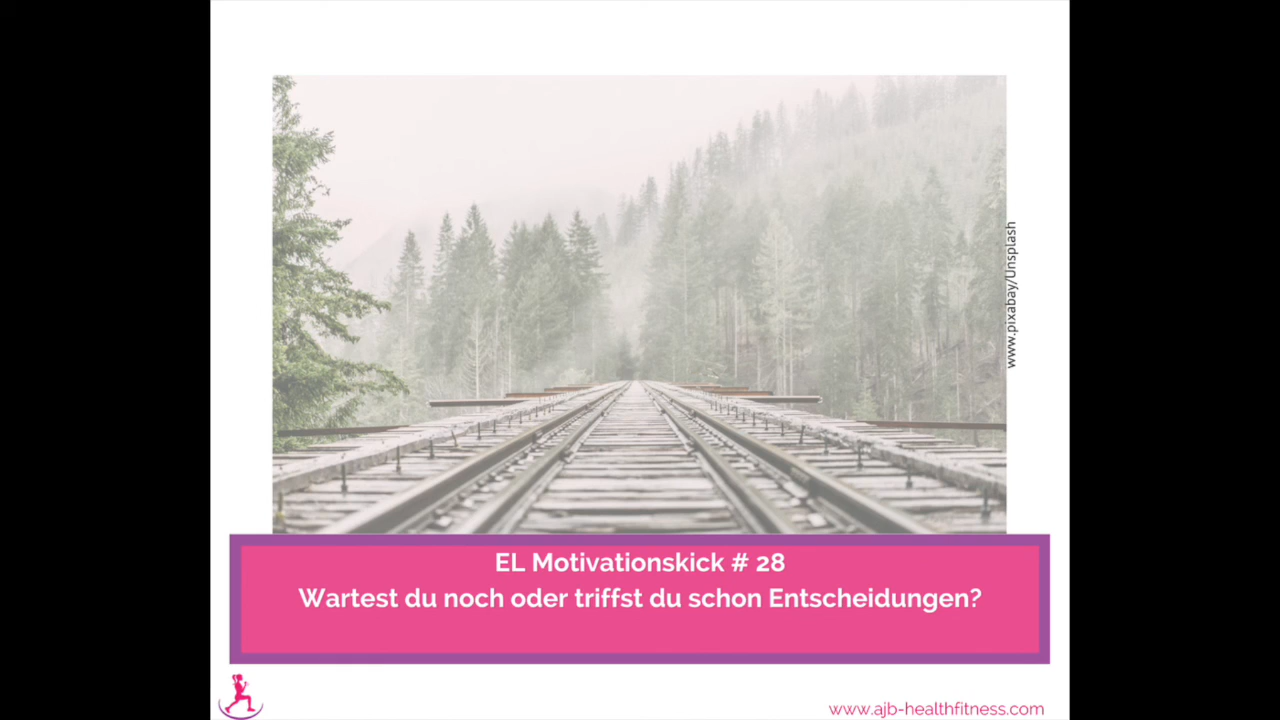 www.pixabay/Unsplash
EL Motivationskick # 28
Wartest du noch oder triffst du schon Entscheidungen?
www.ajb-healthfitness.com